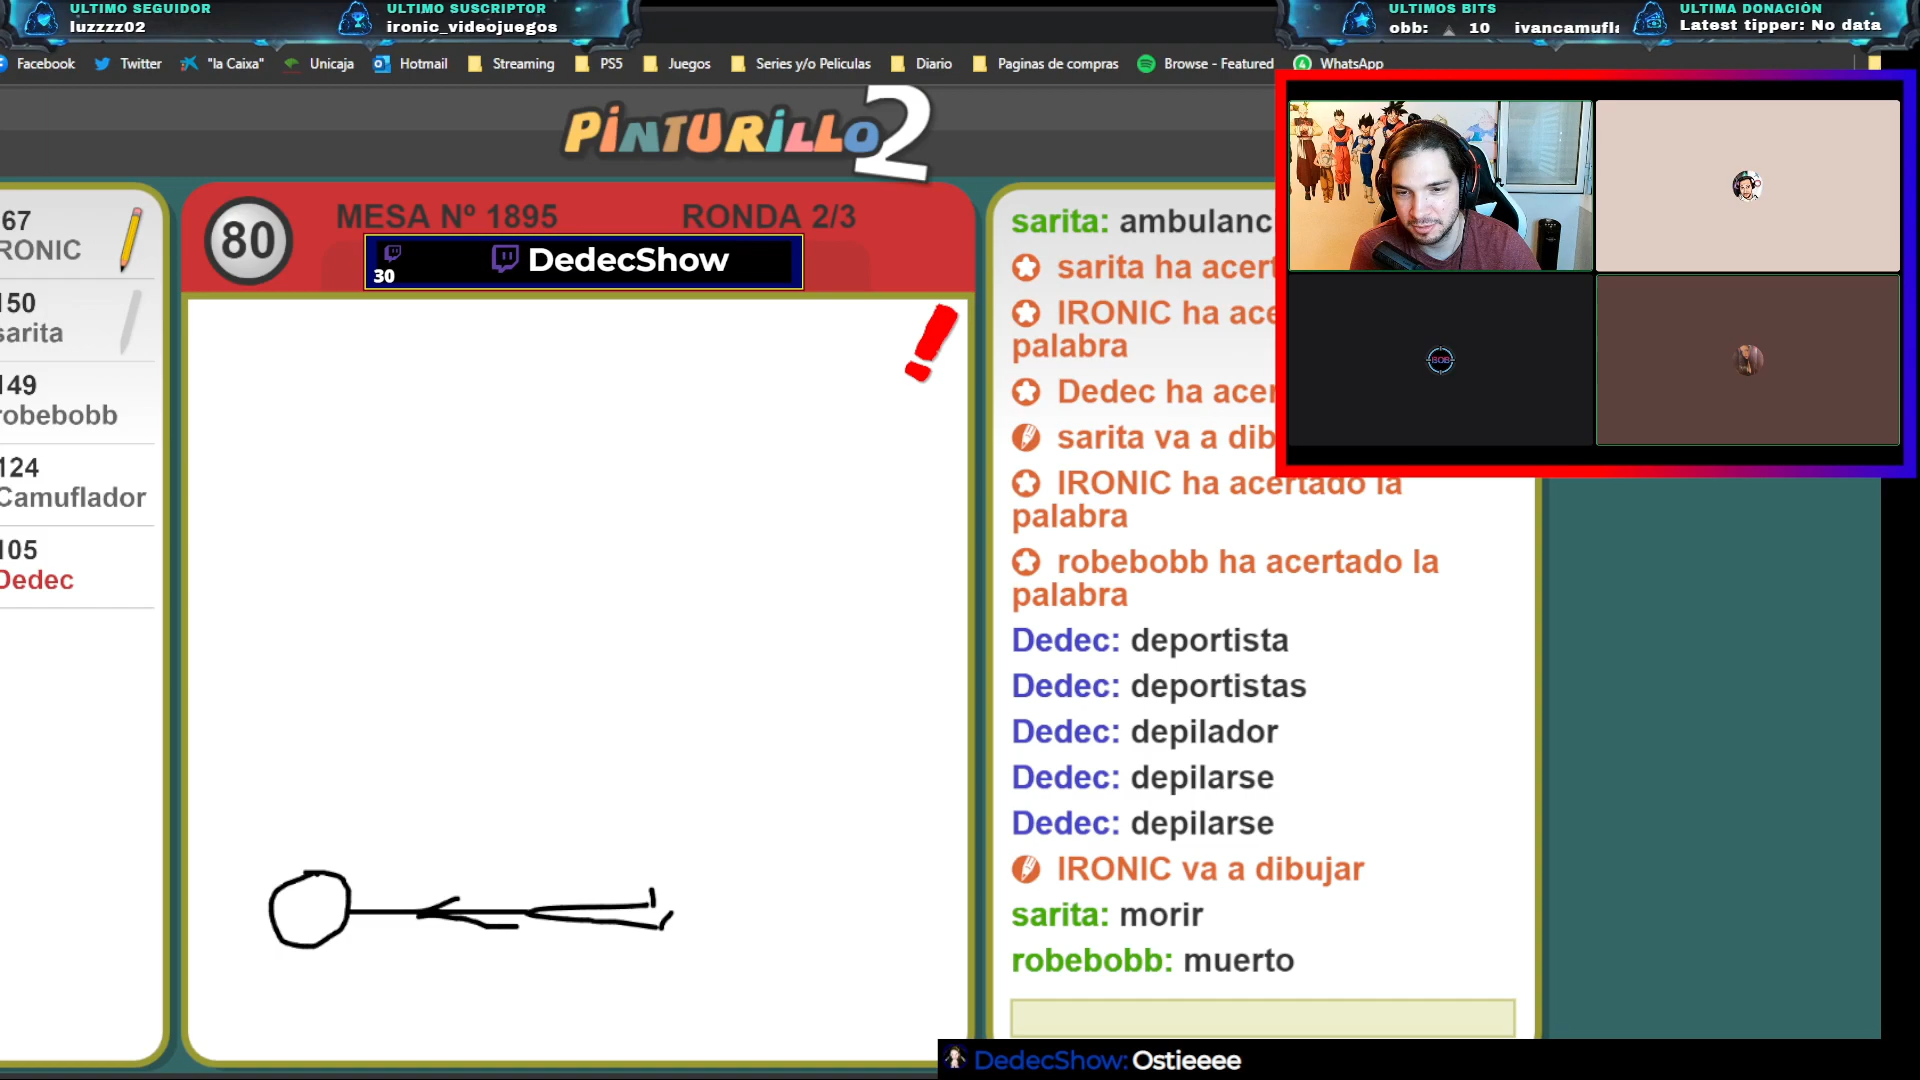 ULTIMO SEGUIDOR
luzzzz02
ULTIMO SUSCRIPTOR
ironic_videojuegos
ULTIMOS BITS
obb: 10 ivancamufl
ULTIMA DONACIÓN
Latest tipper: No data
Facebook Twitter "la Caixa" Unicaja Hotmail Streaming PS5 Juegos Series y/o Peliculas Diario Paginas de compras Browse - Featured WhatsApp
PiNTURiLLO 2
67
RONIC
150
sarita
149
robebobb
124
Camuflador
105
Dedec
80
MESA Nº 1895
RONDA 2/3
30
DedecShow
sarita: ambulanc
sarita ha acert
IRONIC ha ace
palabra
Dedec ha acer
sarita va a dib
IRONIC ha acertado la
palabra
robebobb ha acertado la
palabra
Dedec: deportista
Dedec: deportistas
Dedec: depilador
Dedec: depilarse
Dedec: depilarse
IRONIC va a dibujar
sarita: morir
robebobb: muerto
BOB
DedecShow: Ostieeee